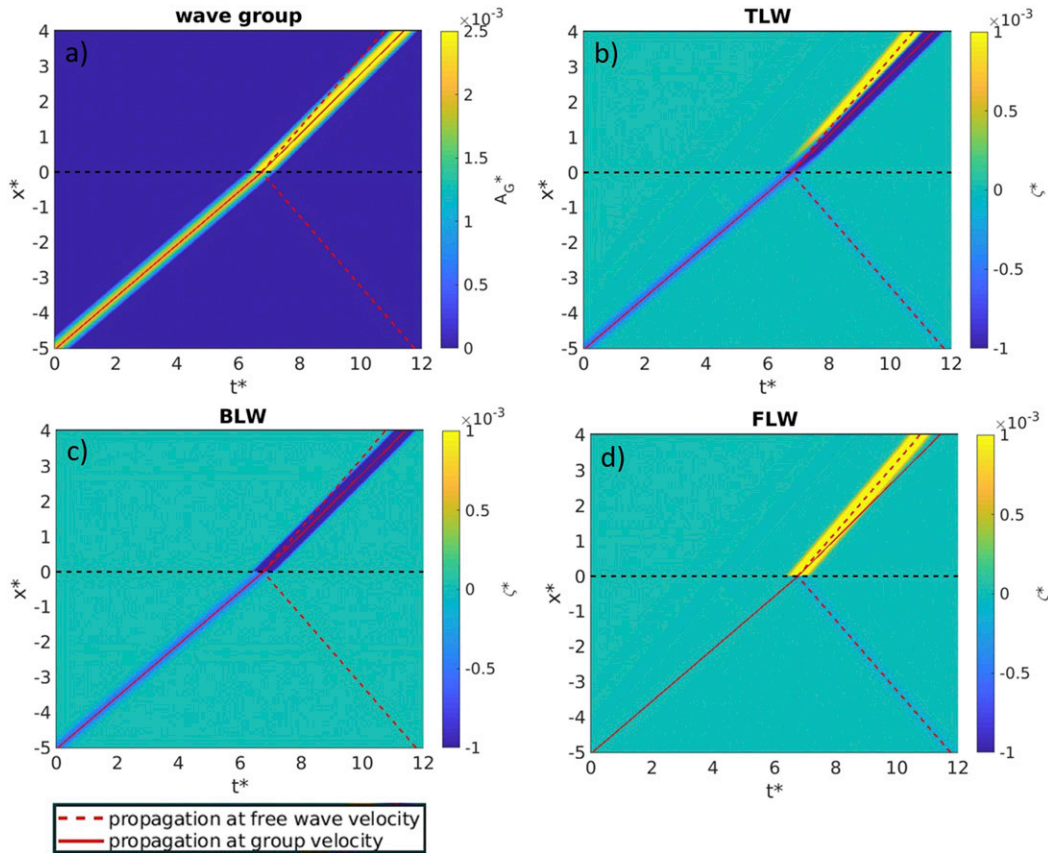 wave group
a)
×10⁻³
4
3
2
1
0
-1
-2
-3
-4
-5
x*
0 2 4 6 8 10 12
t*
2.5
2
1.5
1
0.5
0
A_G*
TLW
b)
×10⁻³
4
3
2
1
0
-1
-2
-3
-4
-5
x*
0 2 4 6 8 10 12
t*
1
0.5
0
-0.5
-1
ζ*
BLW
c)
×10⁻³
4
3
2
1
0
-1
-2
-3
-4
-5
x*
0 2 4 6 8 10 12
t*
1
0.5
0
-0.5
-1
ζ*
FLW
d)
×10⁻³
4
3
2
1
0
-1
-2
-3
-4
-5
x*
0 2 4 6 8 10 12
t*
1
0.5
0
-0.5
-1
ζ*
propagation at free wave velocity
propagation at group velocity